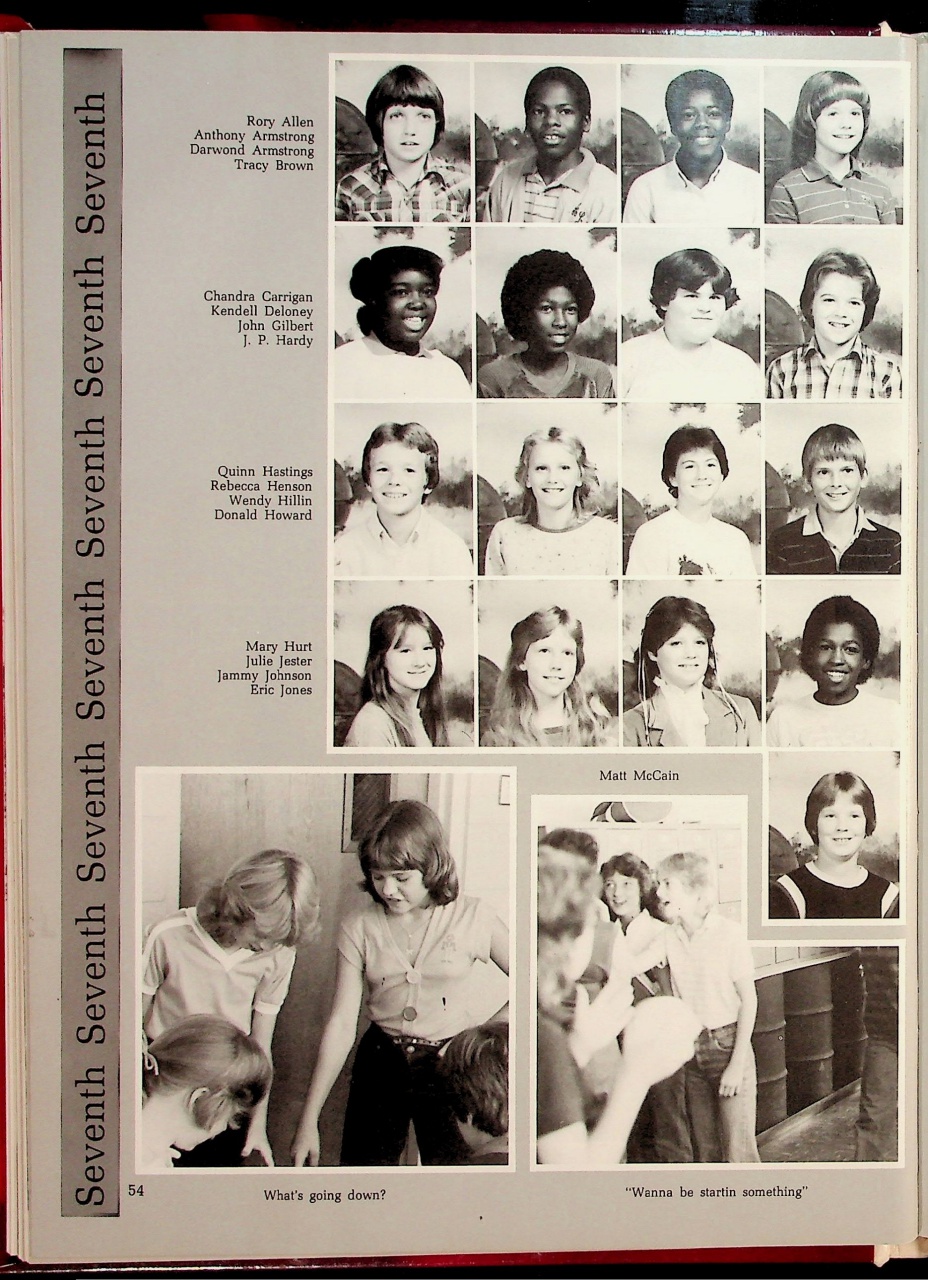 Seventh Seventh Seventh Seventh Seventh Seventh Seventh
Rory Allen
Anthony Armstrong
Darwond Armstrong
Tracy Brown
Chandra Carrigan
Kendell Deloney
John Gilbert
J. P. Hardy
Quinn Hastings
Rebecca Henson
Wendy Hillin
Donald Howard
Mary Hurt
Julie Jester
Jammy Johnson
Eric Jones
Matt McCain
54
What's going down?
"Wanna be startin something"